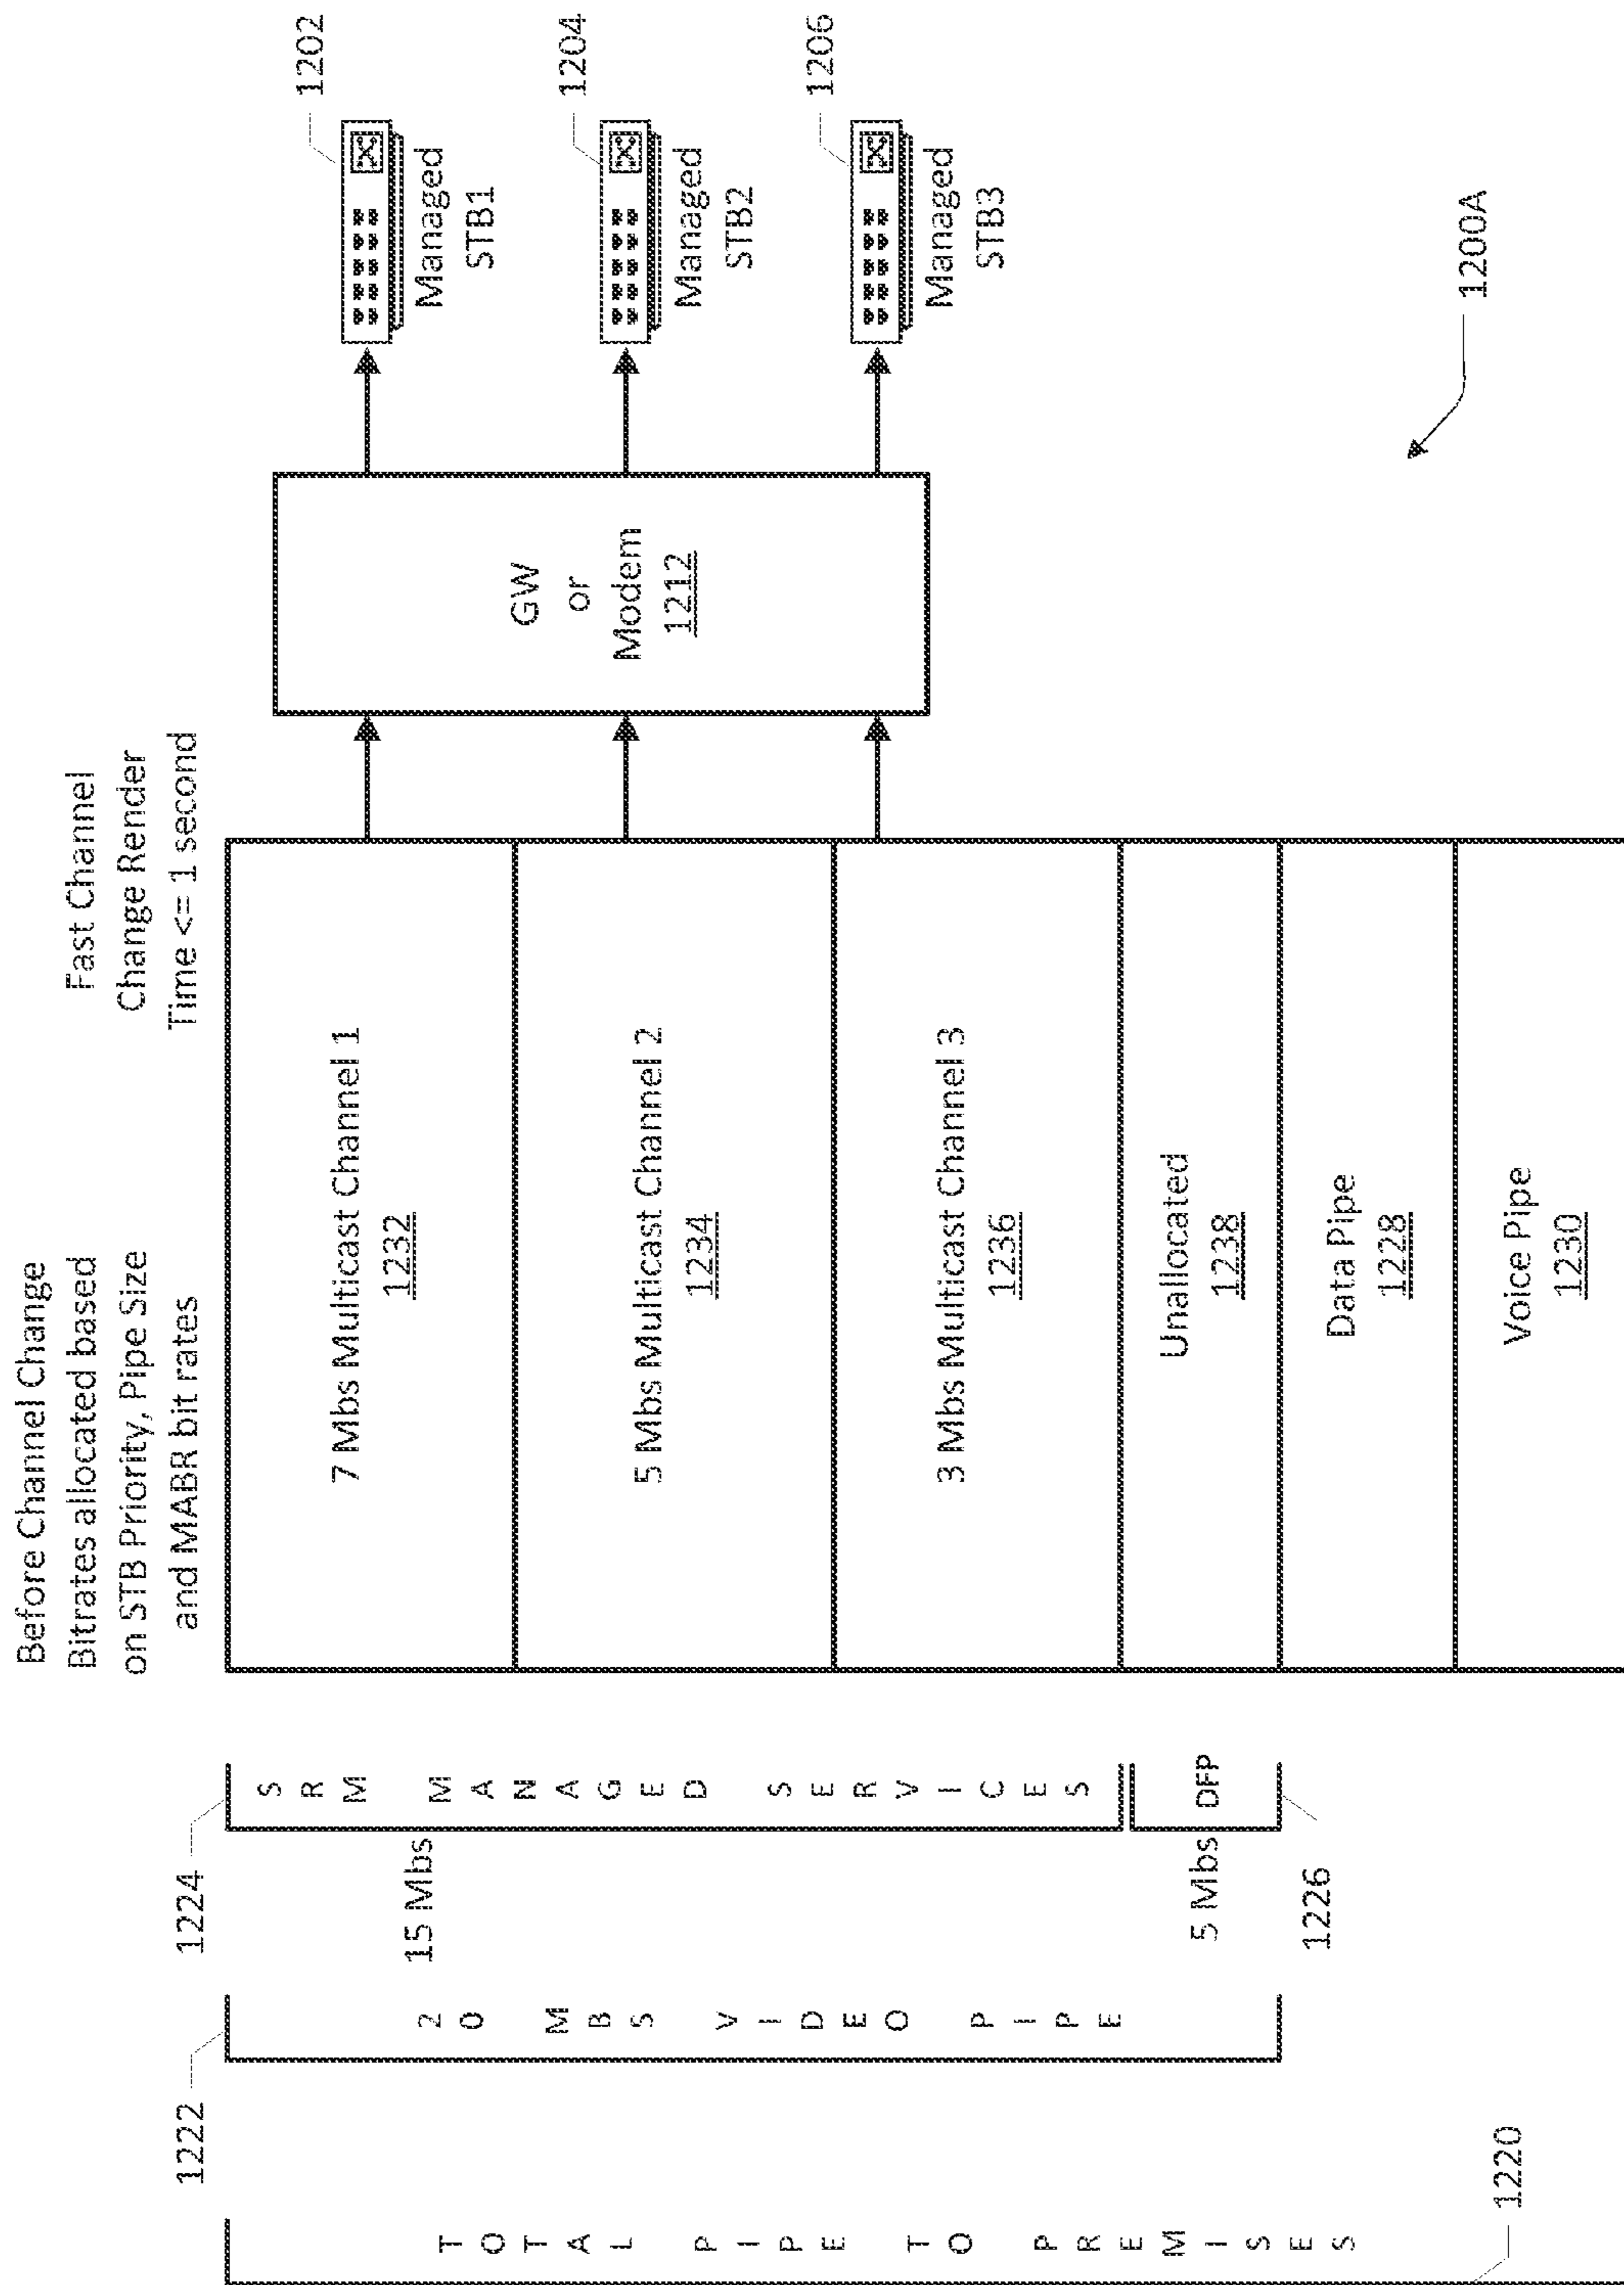 Before Channel Change
Bitrates allocated based
on STB Priority, Pipe Size
and MABR bit rates
Fast Channel
Change Render
Time <= 1 second
1222
1224
TOTAL PIPE TO PREMISES
1220
20 MBS VIDEO PIPE
SRM MANAGED SERVICES
15 Mbs
5 Mbs
DFP
1226
7 Mbs Multicast Channel 1
1232
5 Mbs Multicast Channel 2
1234
3 Mbs Multicast Channel 3
1236
Unallocated
1238
Data Pipe
1228
Voice Pipe
1230
GW
or
Modem
1212
1202
Managed
STB1
1204
Managed
STB2
1206
Managed
STB3
1200A